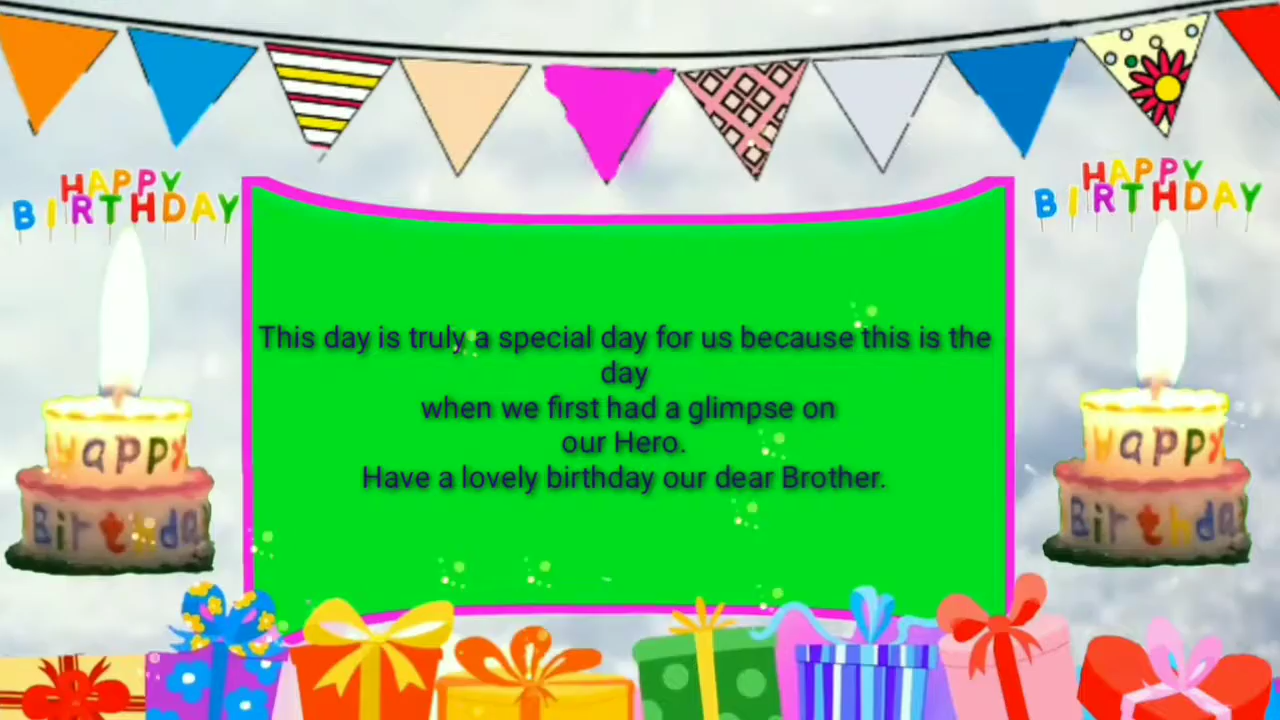 HAPPY
BIRTHDAY
HAPPY
BIRTHDAY
This day is truly a special day for us because this is the
day
when we first had a glimpse on
our Hero.
Have a lovely birthday our dear Brother.
Happy
Birthday
Happy
Birthday